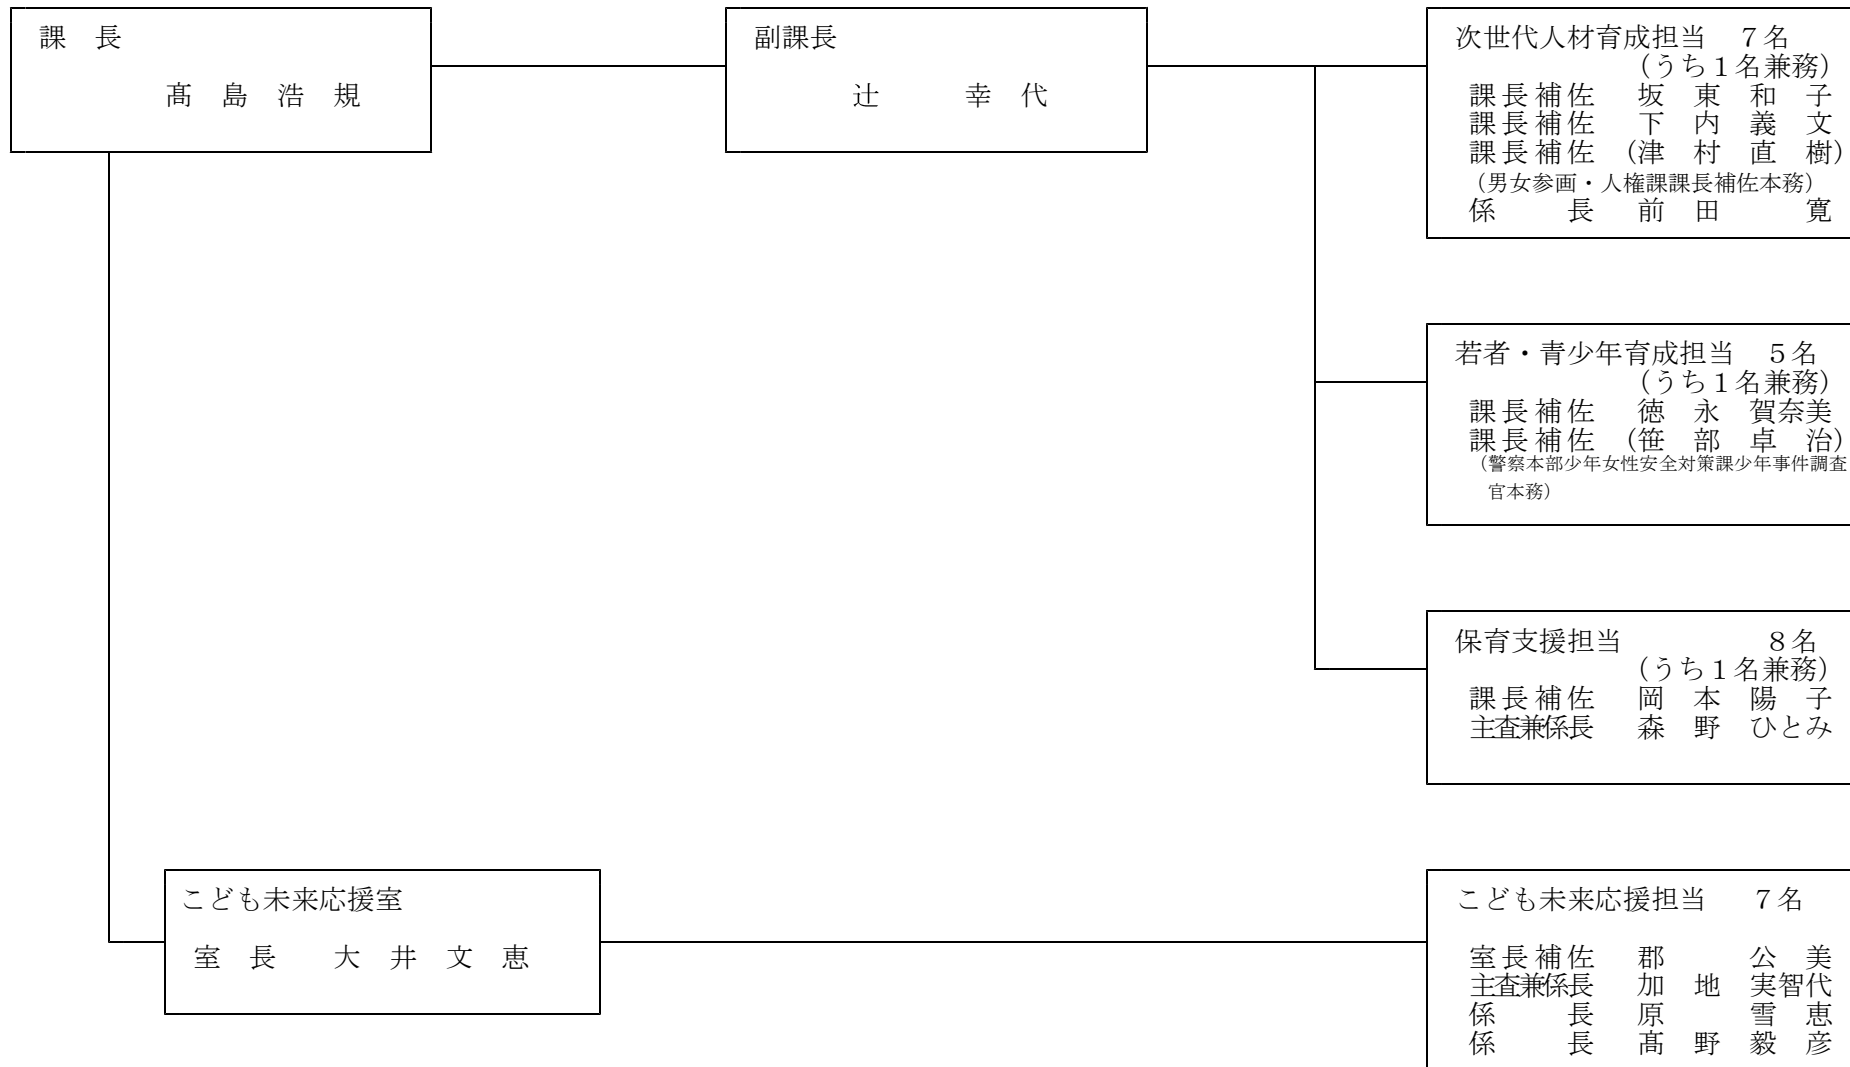 課　長
髙　島　浩　規
副課長
辻　　　幸　代
次世代人材育成担当　７名
（うち１名兼務）
課長補佐　坂　東　和　子
課長補佐　下　内　義　文
課長補佐（津　村　直　樹）
（男女参画・人権課課長補佐本務）
係　　長　前　田　　　寛
若者・青少年育成担当　５名
（うち１名兼務）
課長補佐　徳　永　賀奈美
課長補佐（笹　部　卓　治）
（警察本部少年女性安全対策課少年事件調査
官本務）
保育支援担当　　　　　８名
（うち１名兼務）
課長補佐　岡　本　陽　子
主査兼係長　森　野　ひとみ
こども未来応援室
室　長　　大　井　文　恵
こども未来応援担当　７名
室長補佐　郡　　　公　美
主査兼係長　加　地　実智代
係　　長　原　　　雪　恵
係　　長　髙　野　毅　彦